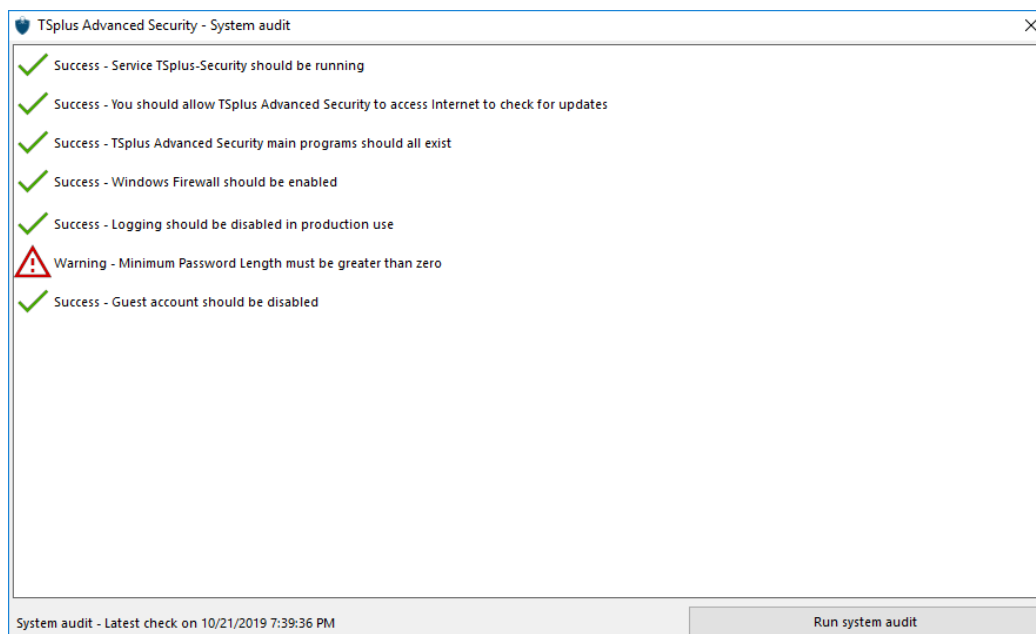 TSplus Advanced Security - System audit
Success - Service TSplus-Security should be running
Success - You should allow TSplus Advanced Security to access Internet to check for updates
Success - TSplus Advanced Security main programs should all exist
Success - Windows Firewall should be enabled
Success - Logging should be disabled in production use
Warning - Minimum Password Length must be greater than zero
Success - Guest account should be disabled
System audit - Latest check on 10/21/2019 7:39:36 PM
Run system audit